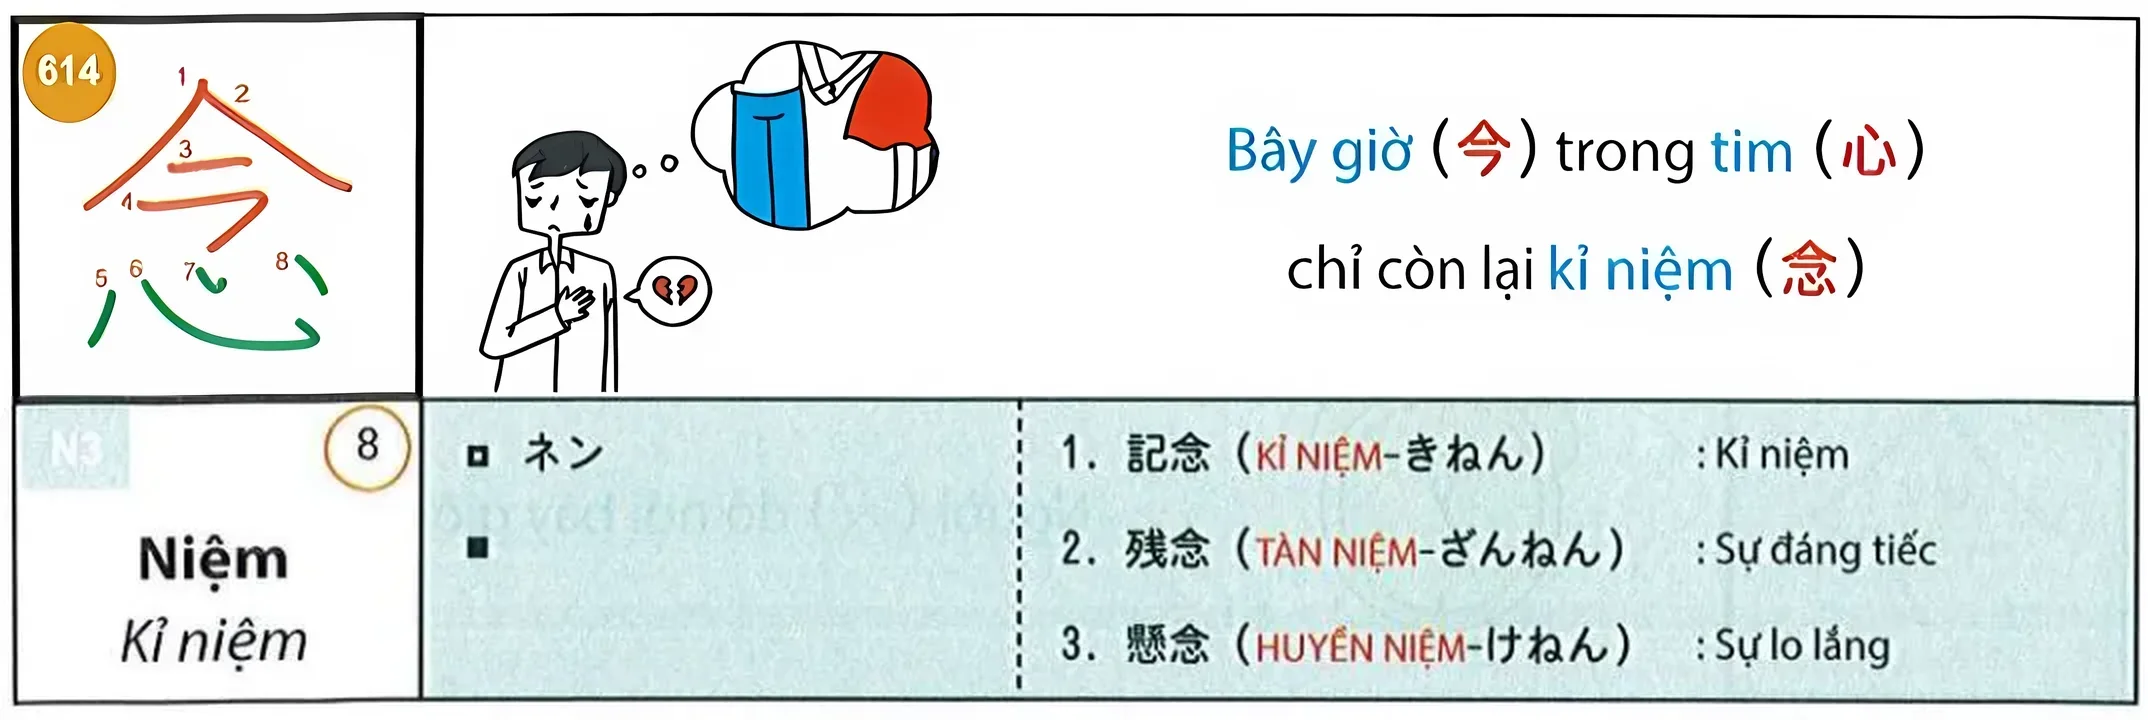 614
1
2
3
4
5
6
7
8
念
Bây giờ (今) trong tim (心)
chỉ còn lại kỉ niệm (念)
N3
8
Niệm
Kỉ niệm
ネン
1. 記念 (KỈ NIỆM-きねん) : Kỉ niệm
2. 残念 (TÀN NIỆM-ざんねん) : Sự đáng tiếc
3. 懸念 (HUYỀN NIỆM-けねん) : Sự lo lắng